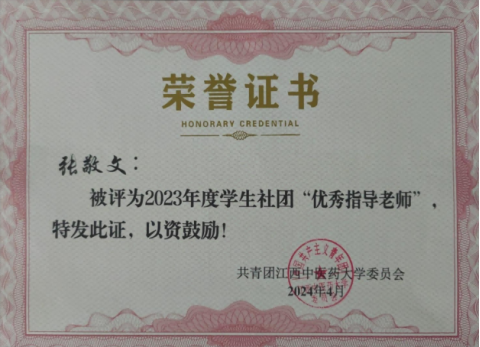 荣誉证书
HONORARY CREDENTIAL
张敬文：
被评为2023年度学生社团“优秀指导老师”，
特发此证，以资鼓励！
共青团江西中医药大学委员会
2024年4月